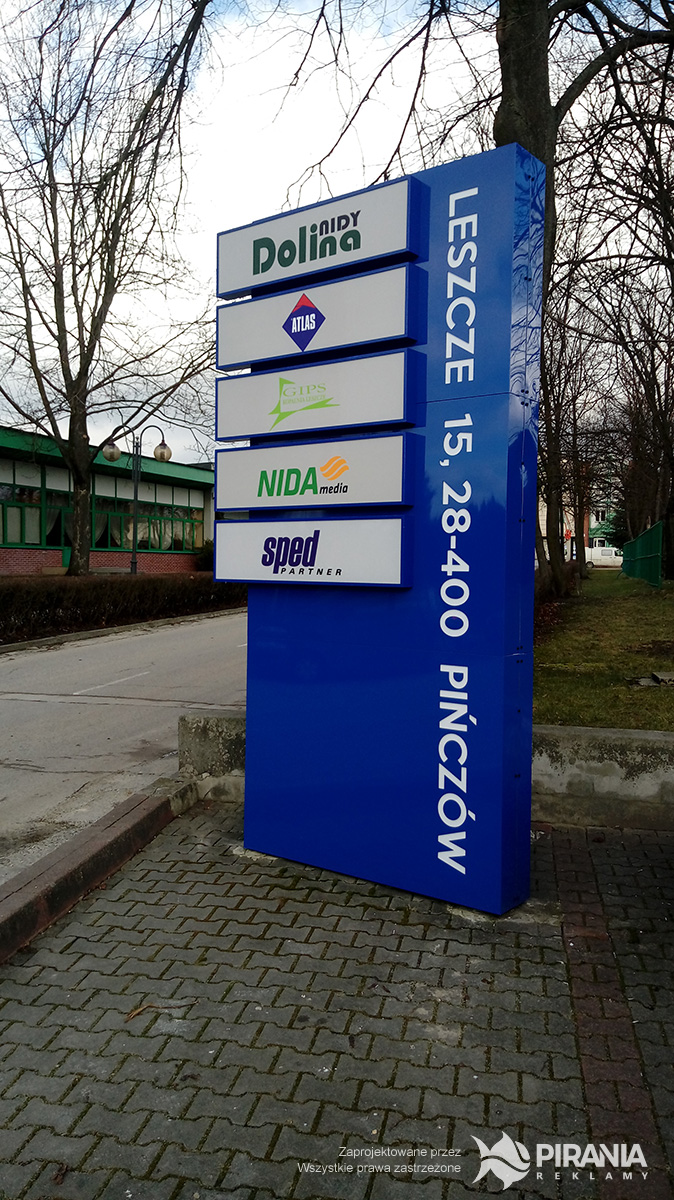 NIDY
Dolina
ATLAS
GIPS
NIDA
media
sped
PARTNER
LESZCZE 15, 28-400 PIŃCZÓW
Zaprojektowane przez
Wszystkie prawa zastrzeżone
PIRANIA
REKLAMY